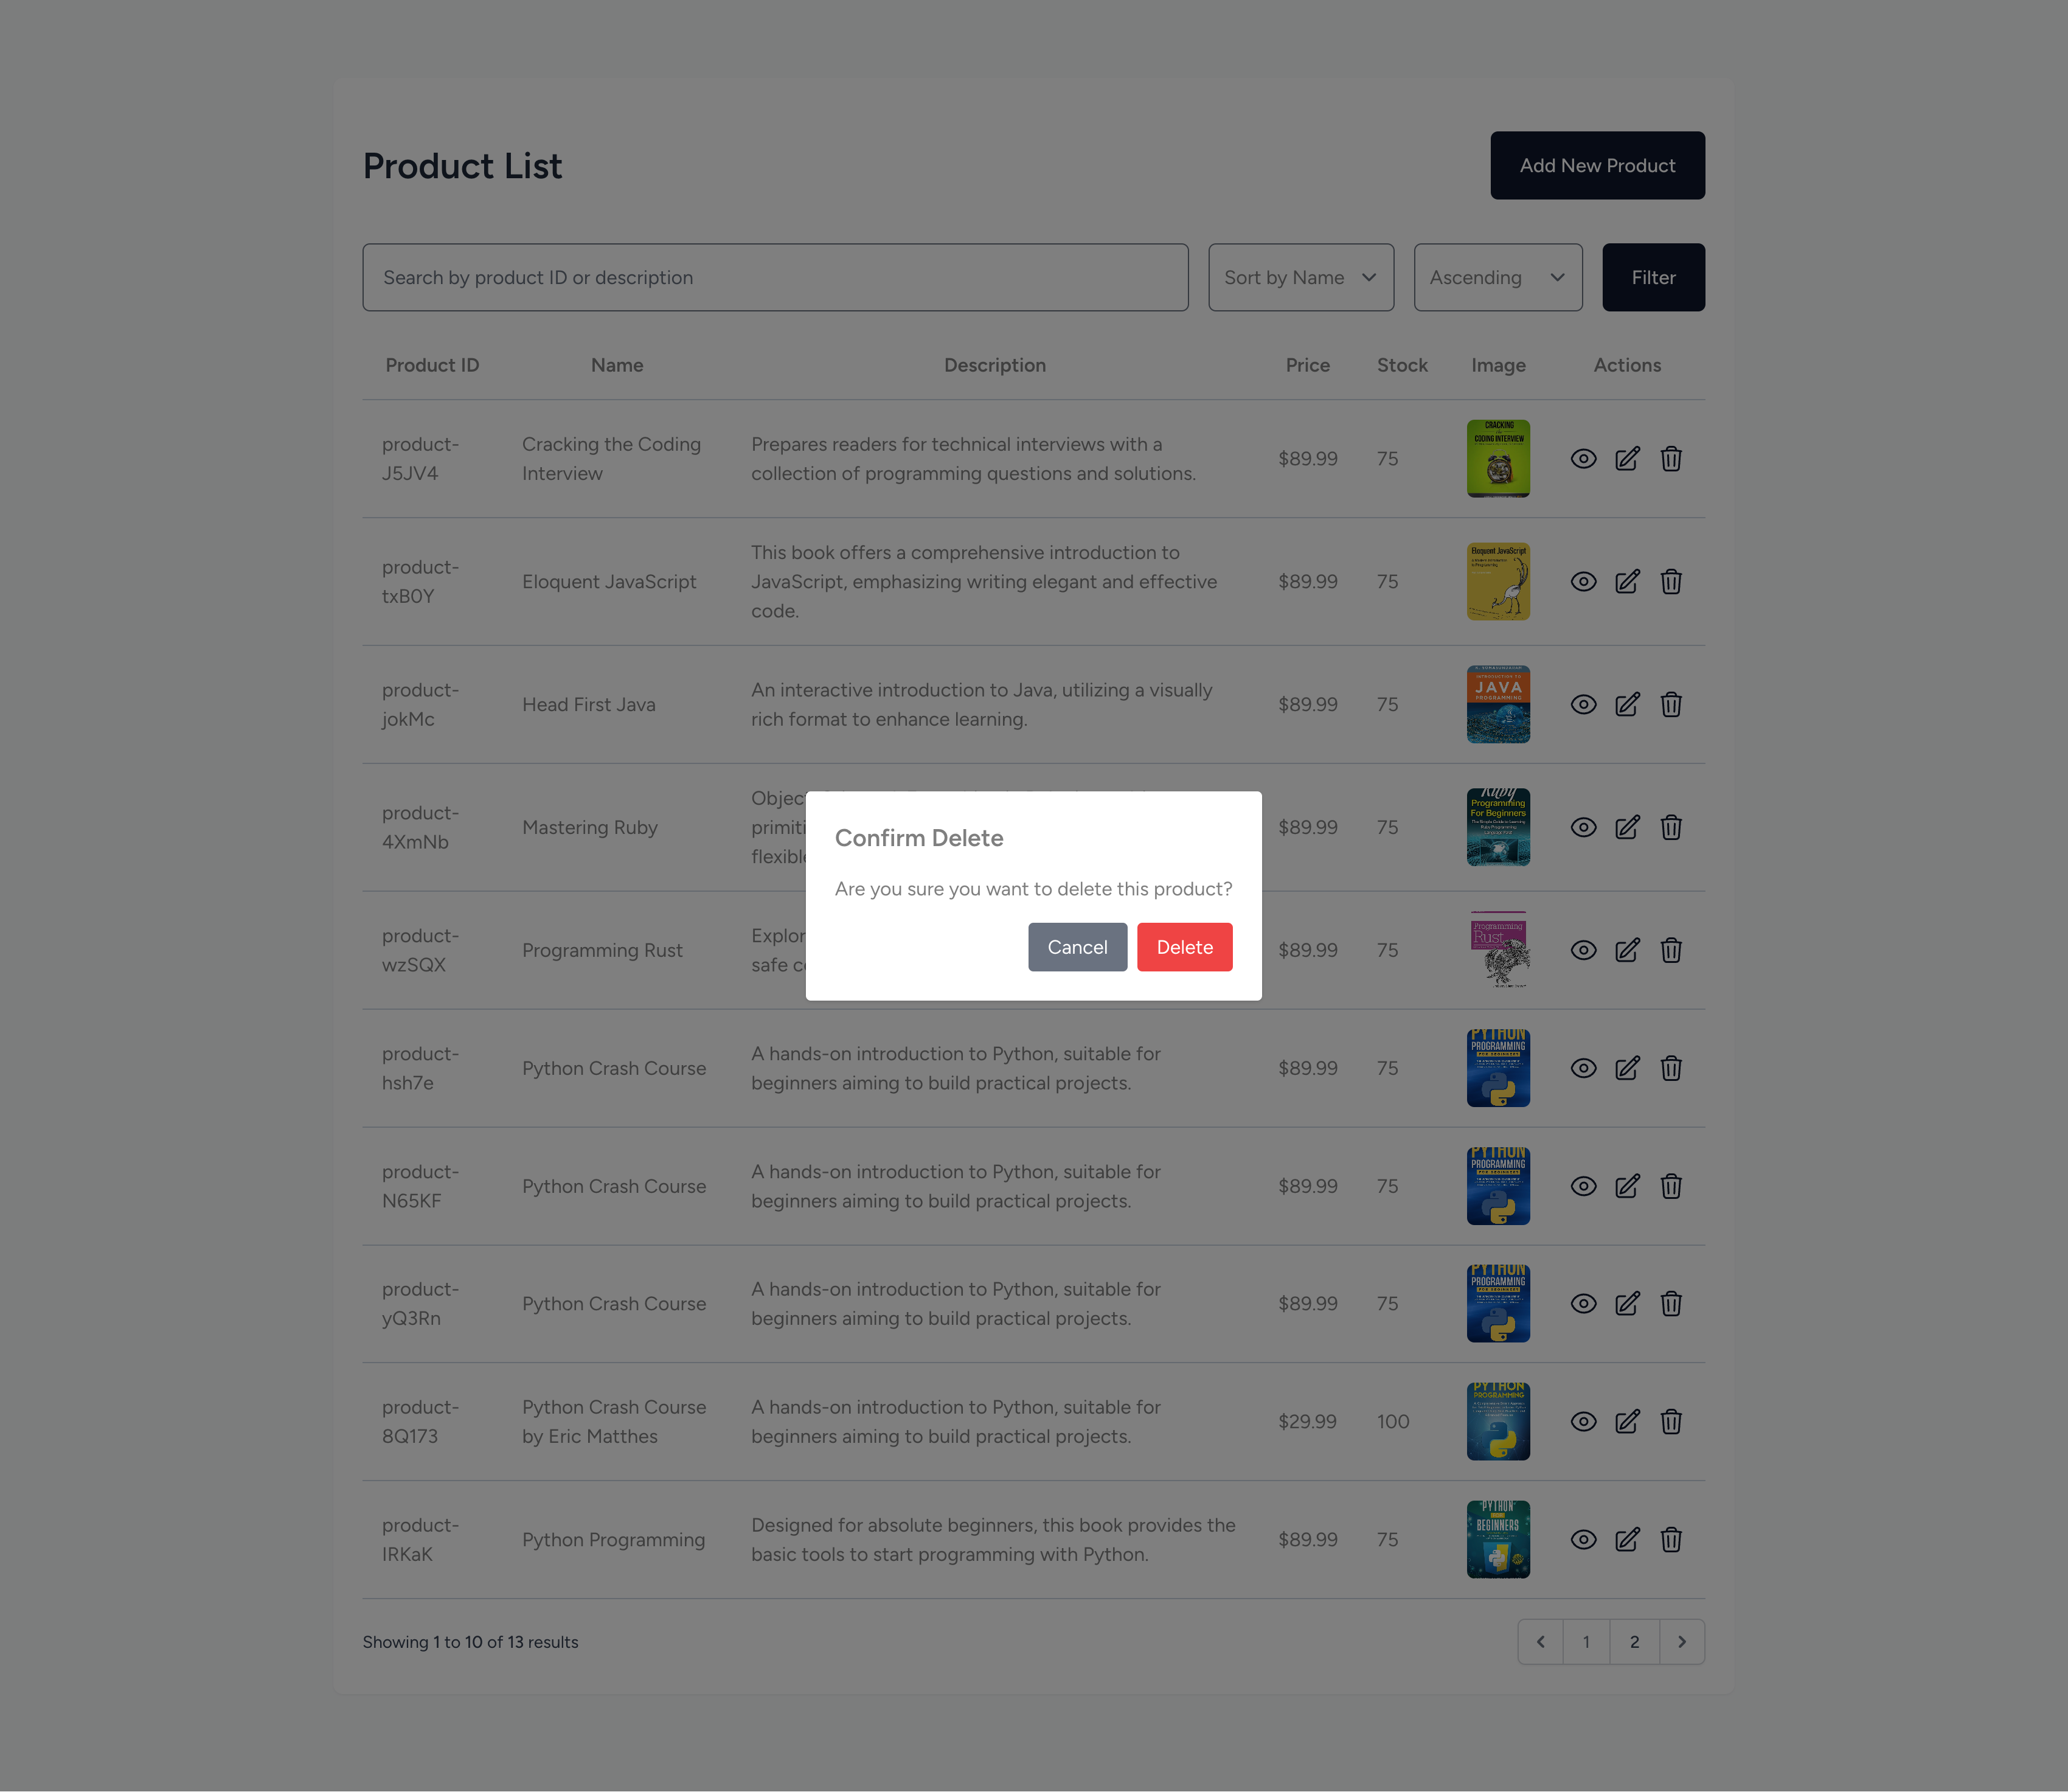 Product List
Add New Product
Search by product ID or description
Sort by Name
Ascending
Filter
Product ID Name Description Price Stock Image Actions
product-
J5JV4
Cracking the Coding
Interview
Prepares readers for technical interviews with a
collection of programming questions and solutions.
$89.99
75
CRACKING
CODING INTERVIEW
product-
txB0Y
Eloquent JavaScript
This book offers a comprehensive introduction to
JavaScript, emphasizing writing elegant and effective
code.
$89.99
75
Eloquent JavaScript
product-
jokMc
Head First Java
An interactive introduction to Java, utilizing a visually
rich format to enhance learning.
$89.99
75
INTRODUCTION TO
JAVA
PROGRAMMING
product-
4XmNb
Mastering Ruby
$89.99
75
Ruby
Programming
For Beginners
Confirm Delete
Are you sure you want to delete this product?
Cancel
Delete
product-
wzSQX
Programming Rust
safe
$89.99
75
Programming
Rust
product-
hsh7e
Python Crash Course
A hands-on introduction to Python, suitable for
beginners aiming to build practical projects.
$89.99
75
PYTHON
PROGRAMMING
FOR BEGINNERS
product-
N65KF
Python Crash Course
A hands-on introduction to Python, suitable for
beginners aiming to build practical projects.
$89.99
75
PYTHON
PROGRAMMING
FOR BEGINNERS
product-
yQ3Rn
Python Crash Course
A hands-on introduction to Python, suitable for
beginners aiming to build practical projects.
$89.99
75
PYTHON
PROGRAMMING
FOR BEGINNERS
product-
8Q173
Python Crash Course
by Eric Matthes
A hands-on introduction to Python, suitable for
beginners aiming to build practical projects.
$29.99
100
PYTHON
PROGRAMMING
product-
IRKaK
Python Programming
Designed for absolute beginners, this book provides the
basic tools to start programming with Python.
$89.99
75
PYTHON
BEGINNERS
Showing 1 to 10 of 13 results
1
2